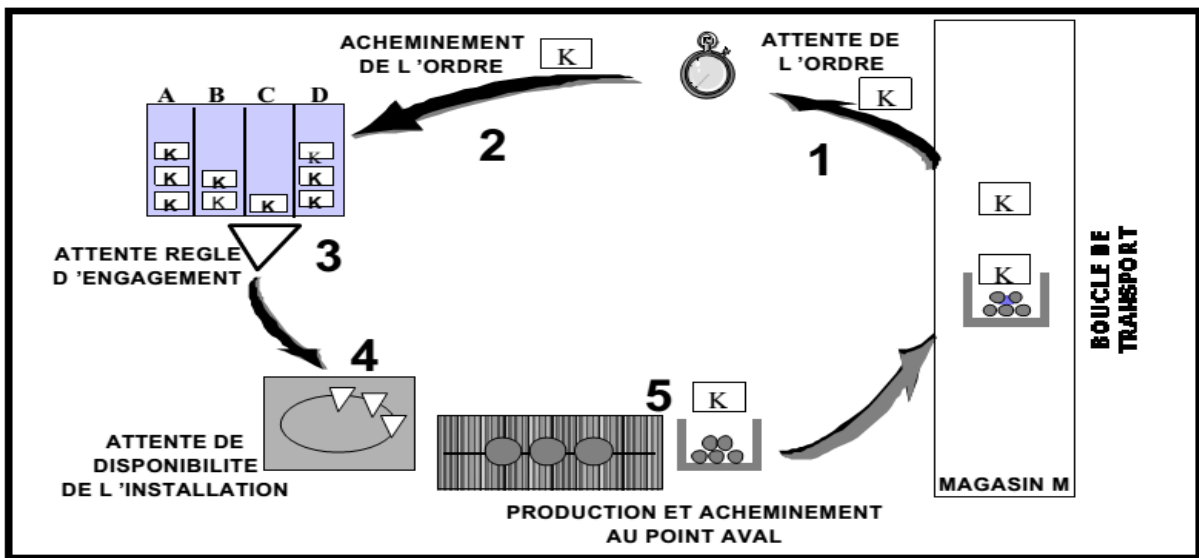 ACHEMINEMENT
DE L 'ORDRE
K
ATTENTE DE
L 'ORDRE
K
A B C D
K K
K K K
K K K K
2
1
K
K
ATTENTE REGLE
D 'ENGAGEMENT
3
BOUCLE DE
TRANSPORT
4
5
K
ATTENTE DE
DISPONIBILITE
DE L 'INSTALLATION
MAGASIN M
PRODUCTION ET ACHEMINEMENT
AU POINT AVAL